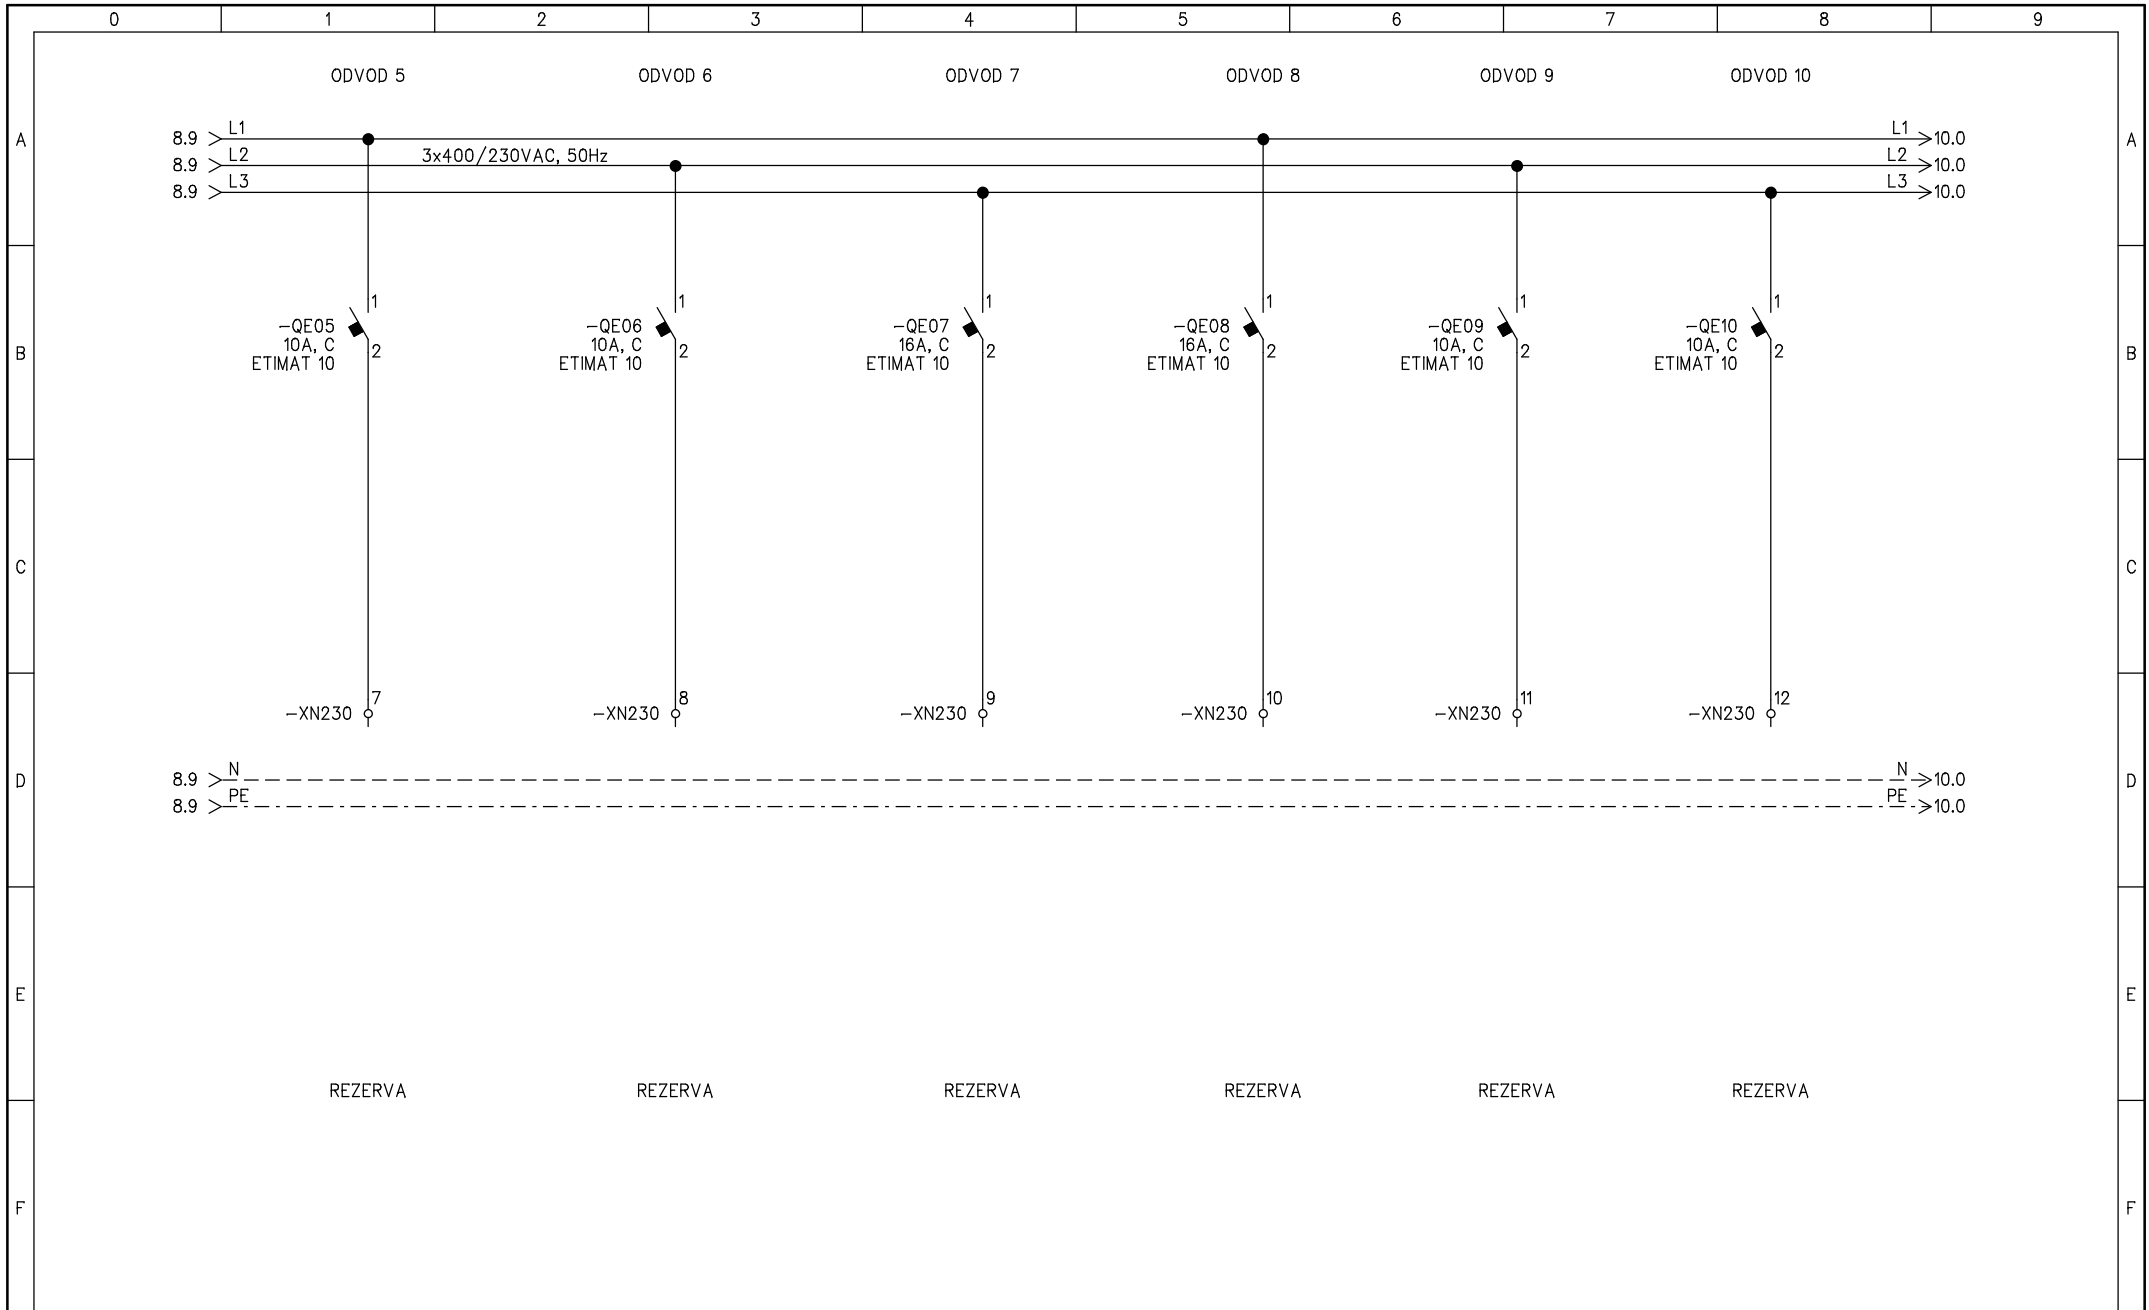 0 1 2 3 4 5 6 7 8 9
ODVOD 5 ODVOD 6 ODVOD 7 ODVOD 8 ODVOD 9 ODVOD 10
A 8.9 L1 L1 10.0 A
8.9 L2 3x400/230VAC, 50Hz L2 10.0
8.9 L3 L3 10.0
1 1 1 1 1 1
-QE05 -QE06 -QE07 -QE08 -QE09 -QE10
10A, C 10A, C 16A, C 16A, C 10A, C 10A, C
B 2 2 2 2 2 2 B
ETIMAT 10 ETIMAT 10 ETIMAT 10 ETIMAT 10 ETIMAT 10 ETIMAT 10
C C
7 8 9 10 11 12
-XN230 -XN230 -XN230 -XN230 -XN230 -XN230
D 8.9 N N 10.0 D
8.9 PE PE 10.0
E E
REZERVA REZERVA REZERVA REZERVA REZERVA REZERVA
F F